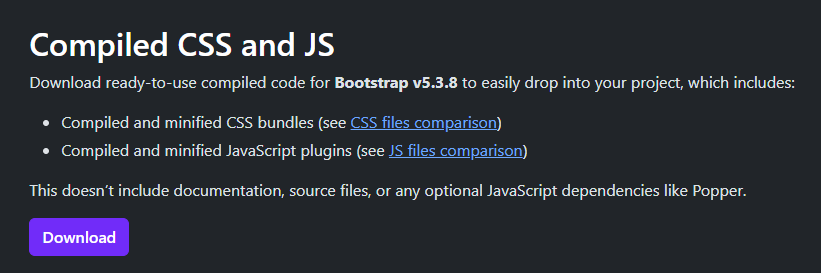 Compiled CSS and JS
Download ready-to-use compiled code for Bootstrap v5.3.8 to easily drop into your project, which includes:
• Compiled and minified CSS bundles (see CSS files comparison)
• Compiled and minified JavaScript plugins (see JS files comparison)
This doesn’t include documentation, source files, or any optional JavaScript dependencies like Popper.
Download